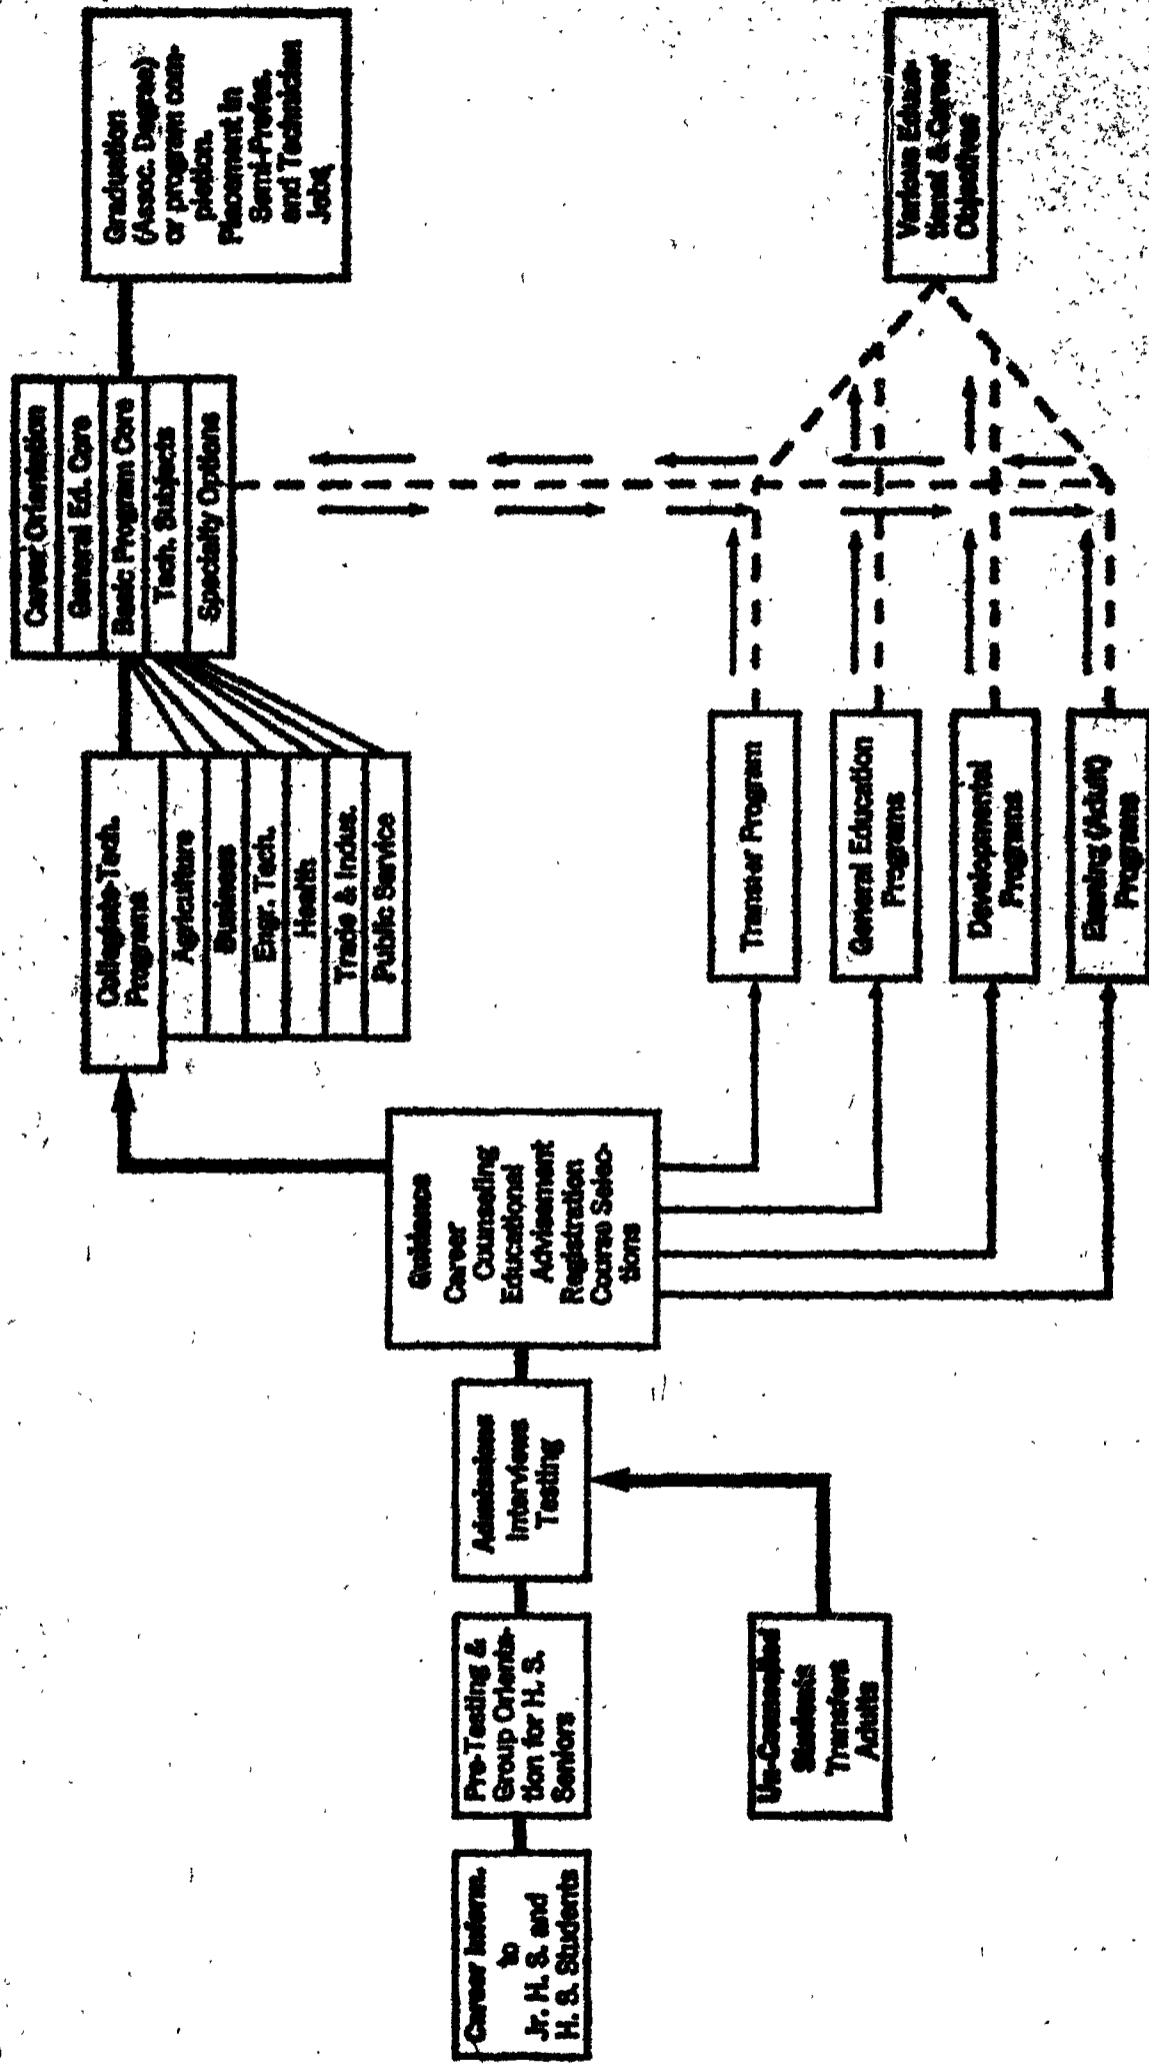 Career Inform.
to
Jr. H. S. and
H. S. Students
Pre-Testing &
Group Orienta-
tion for H. S.
Seniors
Un-Counselled
Students
Transfers
Adults
Admissions
Interviews
Testing
Guidance
Career
Counseling
Educational
Advisement
Registration
Course Selec-
tions
Collegiate-Tech.
Programs
Agriculture
Business
Engr. Tech.
Health
Trade & Indus.
Public Service
Transfer Program
General Education
Programs
Developmental
Programs
Evening (Adult)
Programs
Career Orientation
General Ed. Core
Basic Program Core
Tech. Subjects
Specialty Options
Graduation
(Assoc. Degree)
or program com-
pletion.
Placement in
Semi-Profes.
and Technician
Jobs
Various Educa-
tional & Career
Objectives